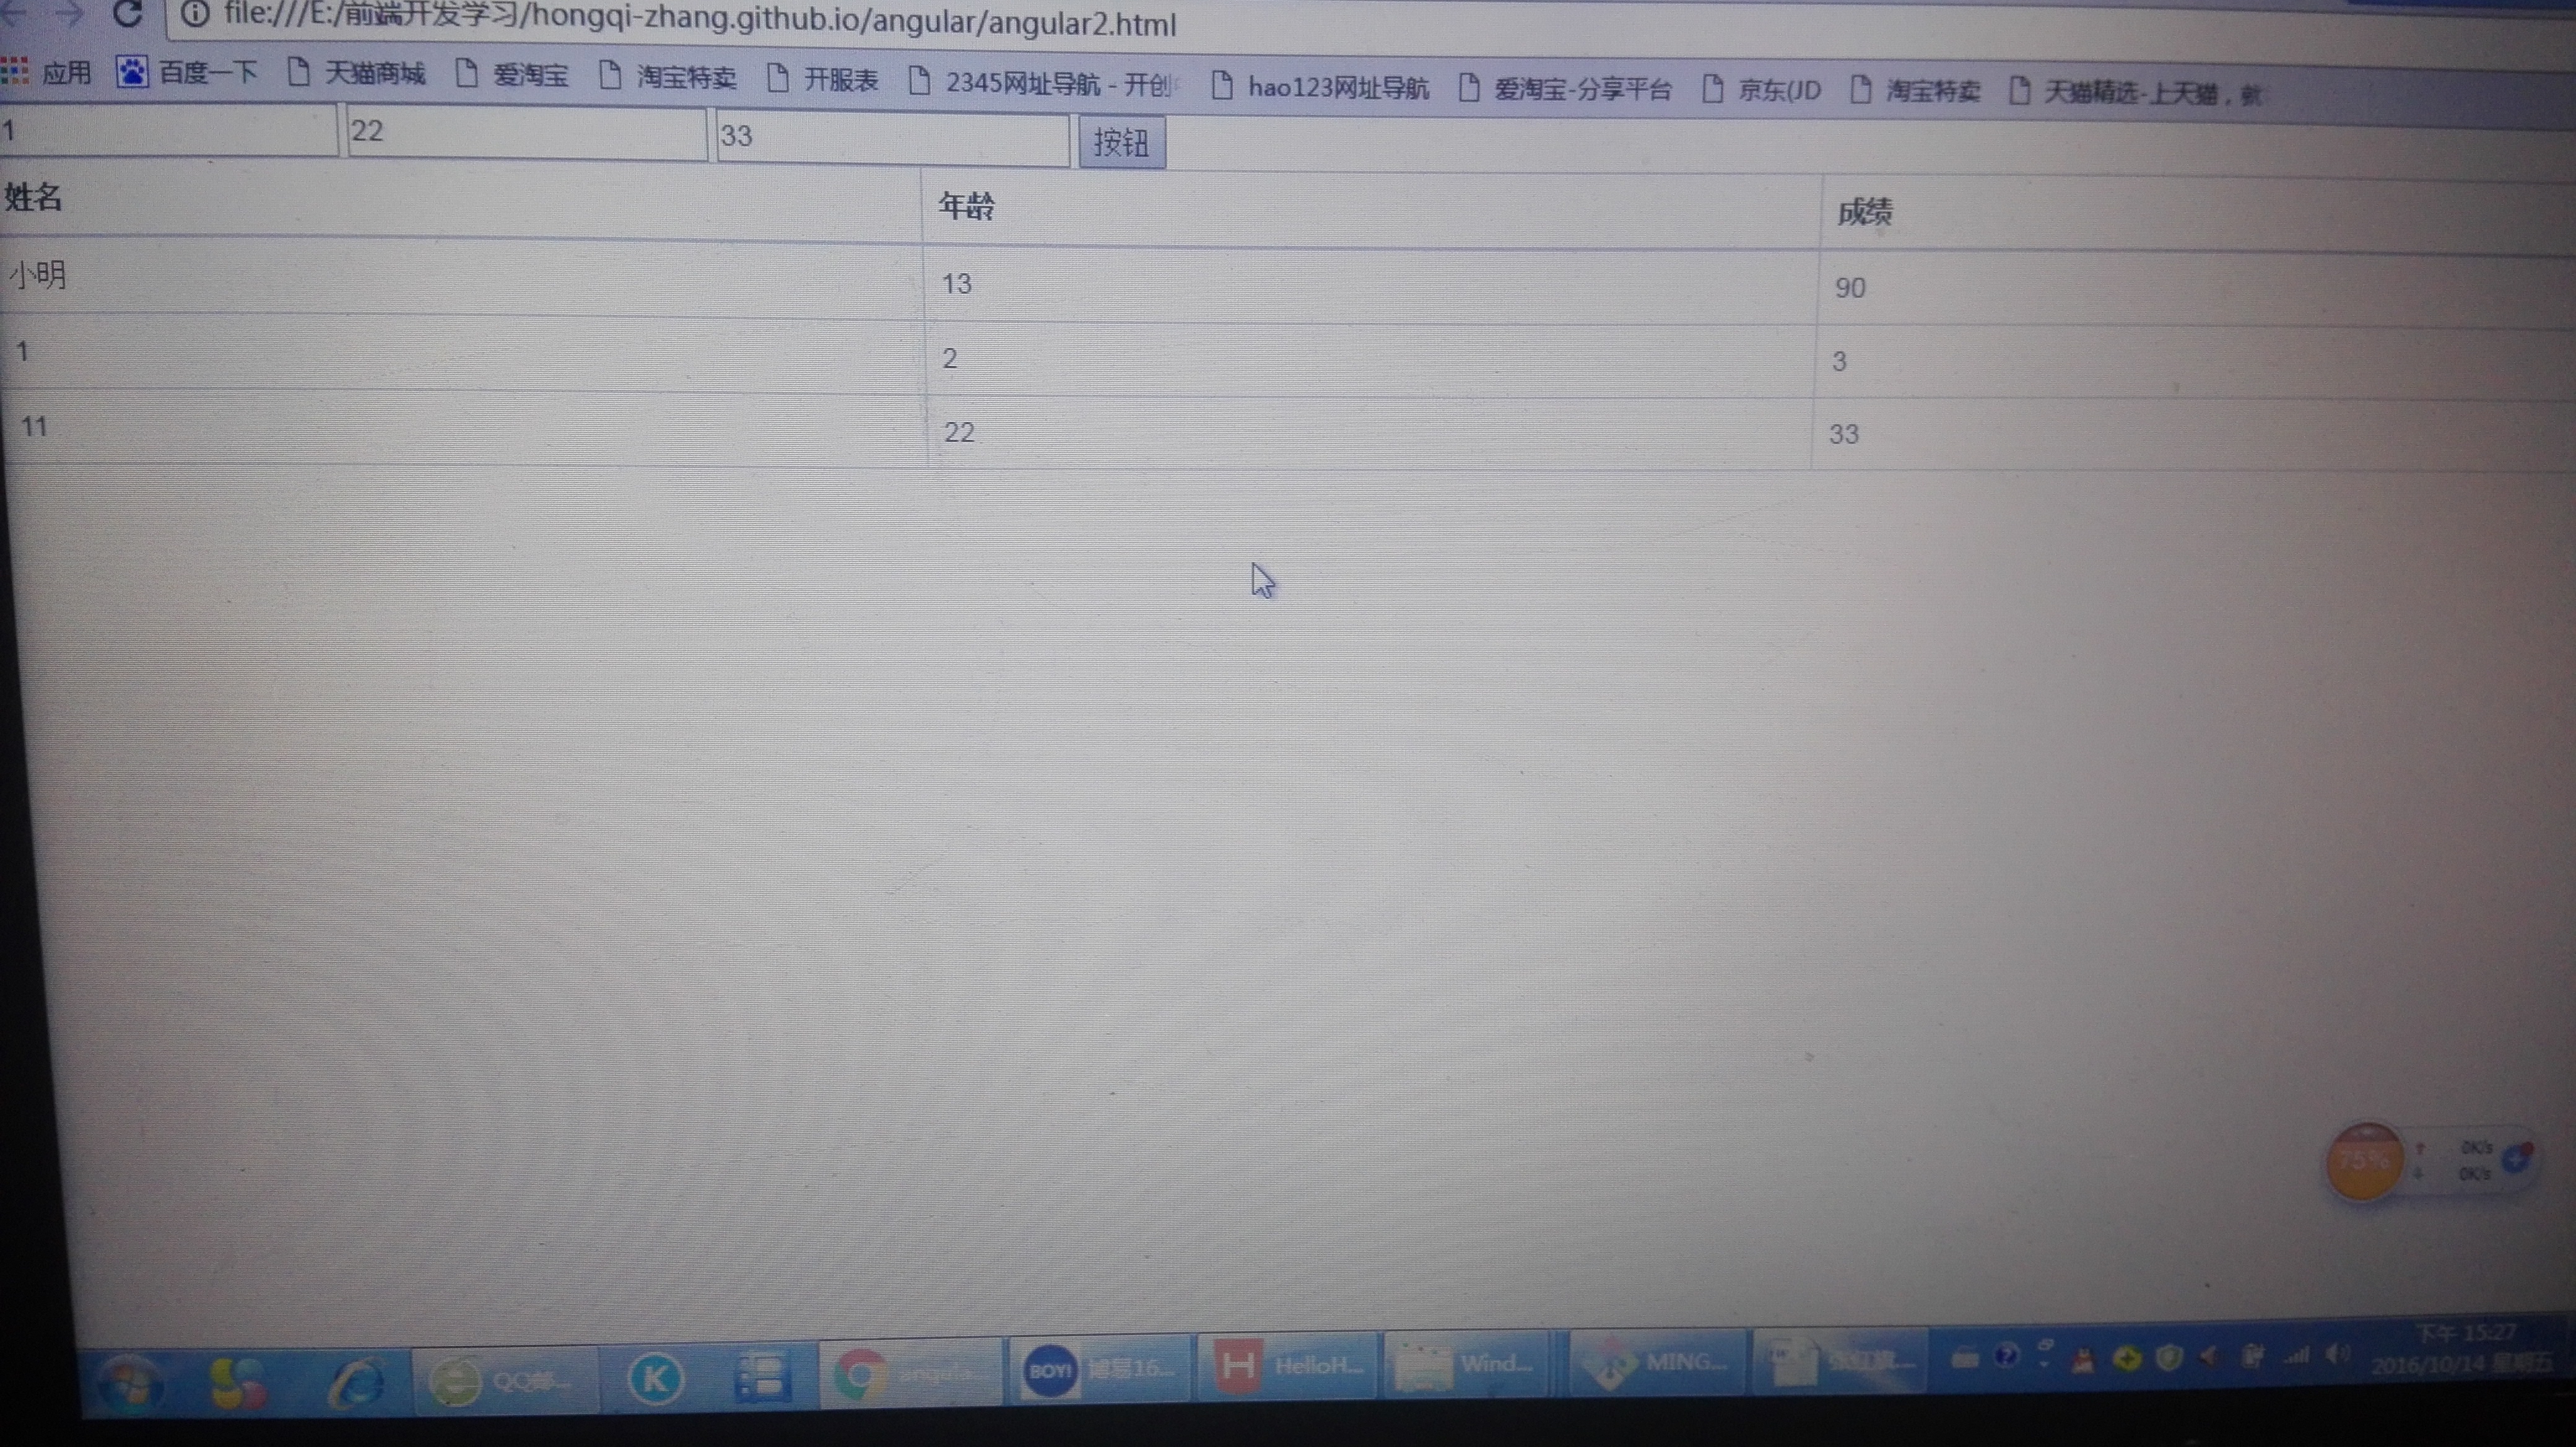 file:///E:/前端开发学习/hongqi-zhang.github.io/angular/angular2.html
应用 百度一下 天猫商城 爱淘宝 淘宝特卖 开服表 2345网址导航 - 开创 hao123网址导航 爱淘宝-分享平台 京东(JD 淘宝特卖 天猫精选-上天猫，就
1 22 33 按钮
姓名 年龄 成绩
小明 13 90
1 2 3
11 22 33
75% 0K/s
0K/s
下午 15:27
QQ邮... K angula... BOY! 博易16... H HelloH... Wind... MING... 张红旗... 2016/10/14 星期五